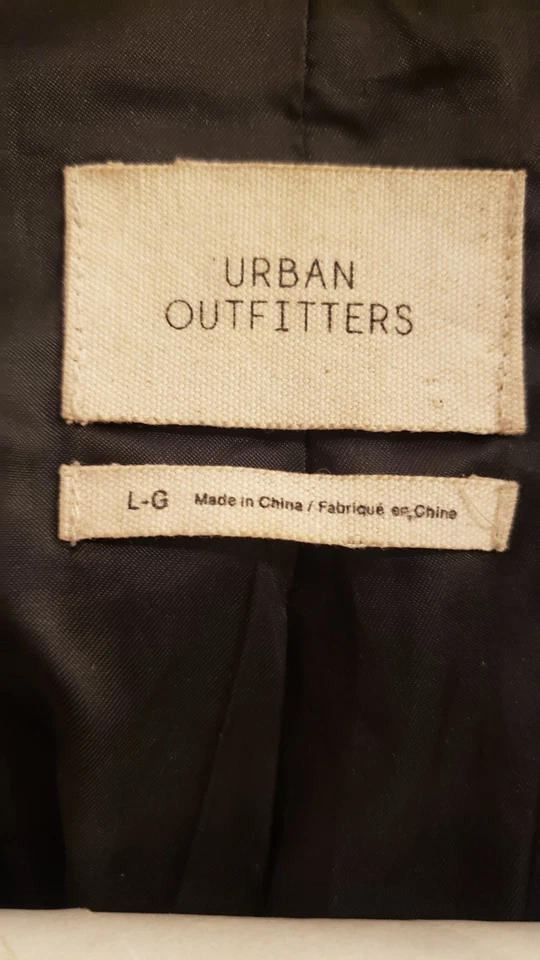 URBAN
OUTFITTERS
L-G Made in China / Fabriqué en Chine